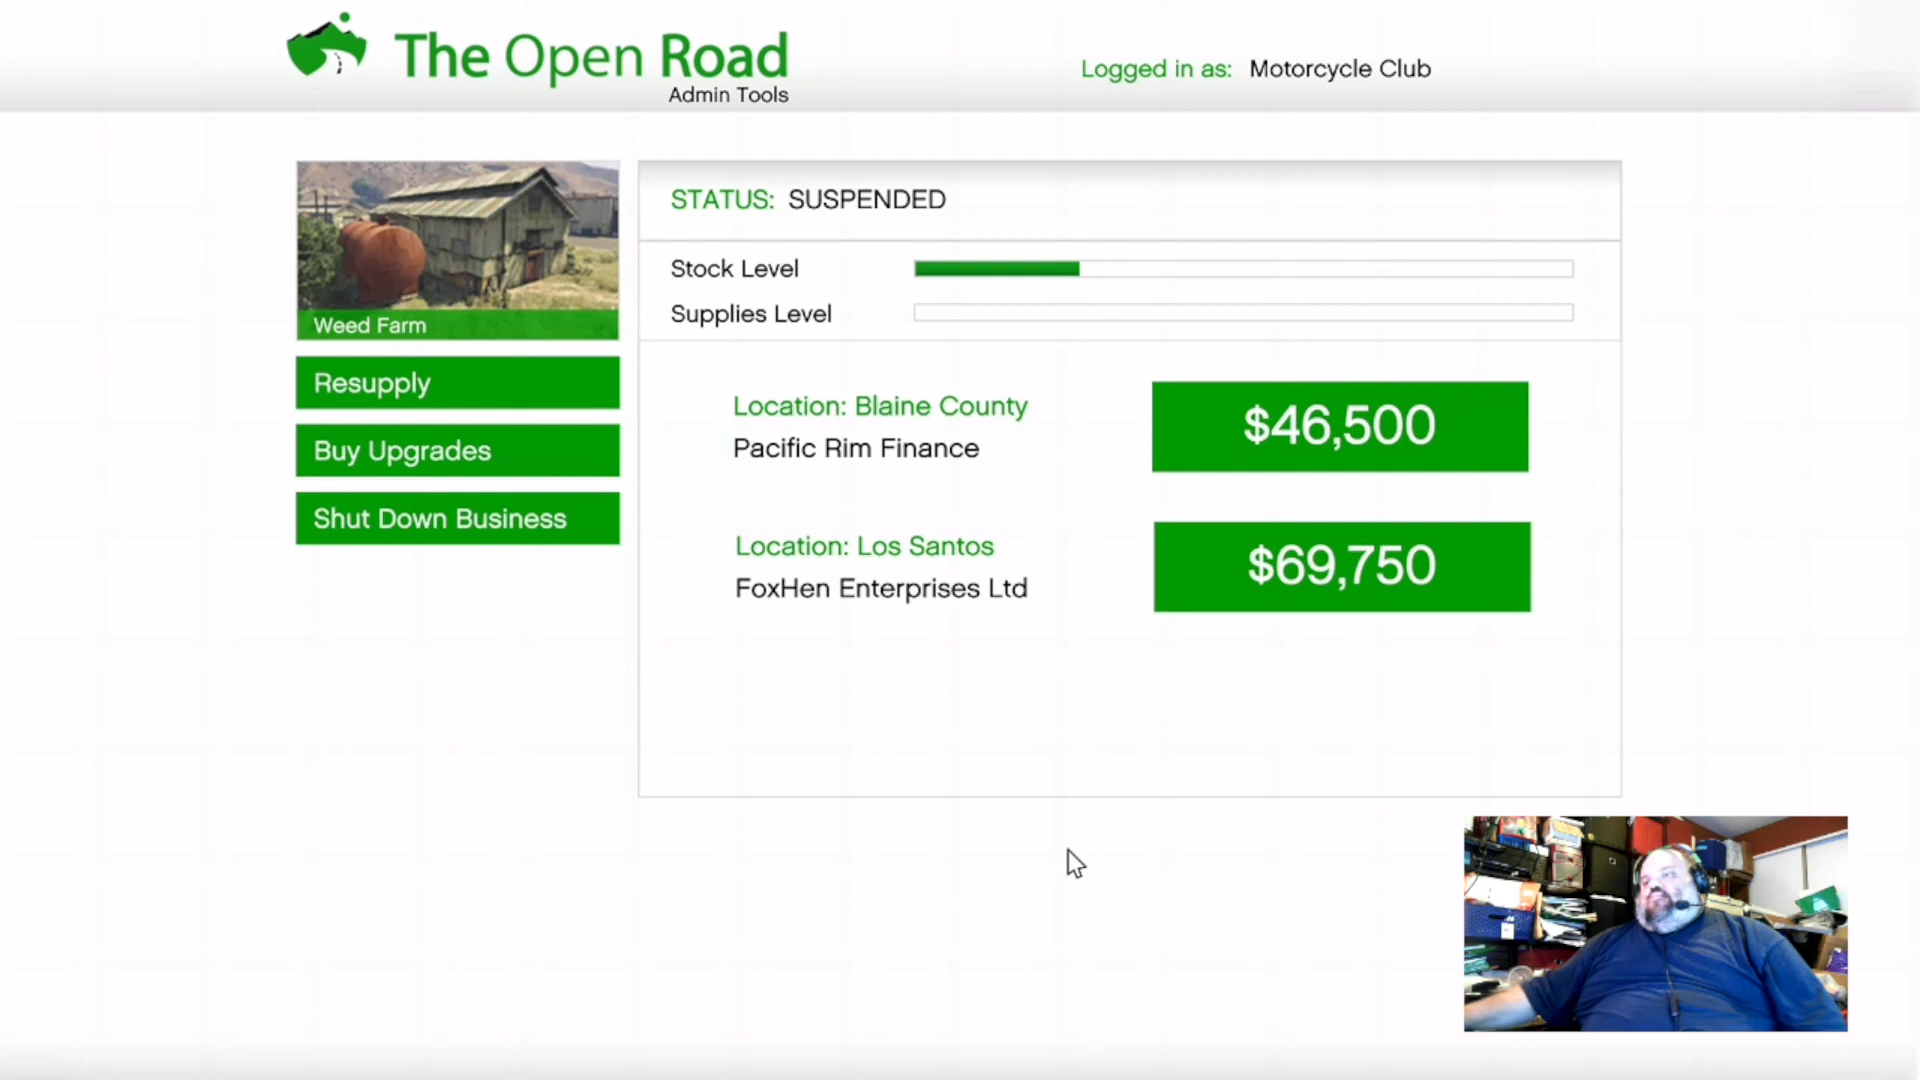 The Open Road
Admin Tools
Logged in as: Motorcycle Club
Weed Farm
Resupply
Buy Upgrades
Shut Down Business
STATUS: SUSPENDED
Stock Level
Supplies Level
Location: Blaine County
Pacific Rim Finance
$46,500
Location: Los Santos
FoxHen Enterprises Ltd
$69,750